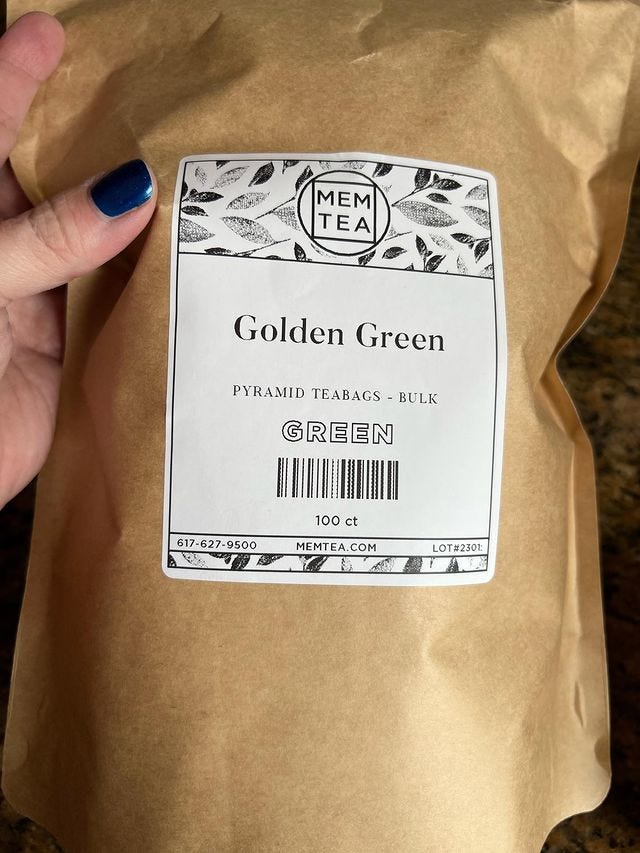 MEM
TEA
Golden Green
PYRAMID TEABAGS - BULK
GREEN
100 ct
617-627-9500 MEMTEA.COM LOT#2301: